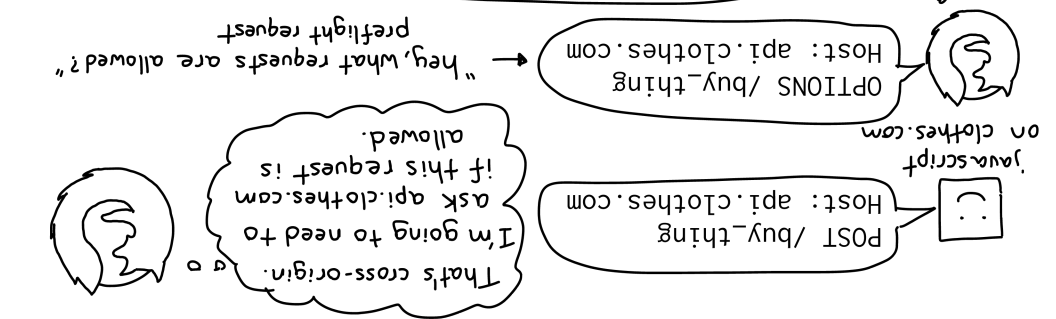 POST /buy_thing
Host: api.clothes.com
javascript
on clothes.com
That's cross-origin.
I'm going to need to
ask api.clothes.com
if this request is
allowed.
OPTIONS /buy_thing
Host: api.clothes.com
"hey, what requests are allowed?"
preflight request